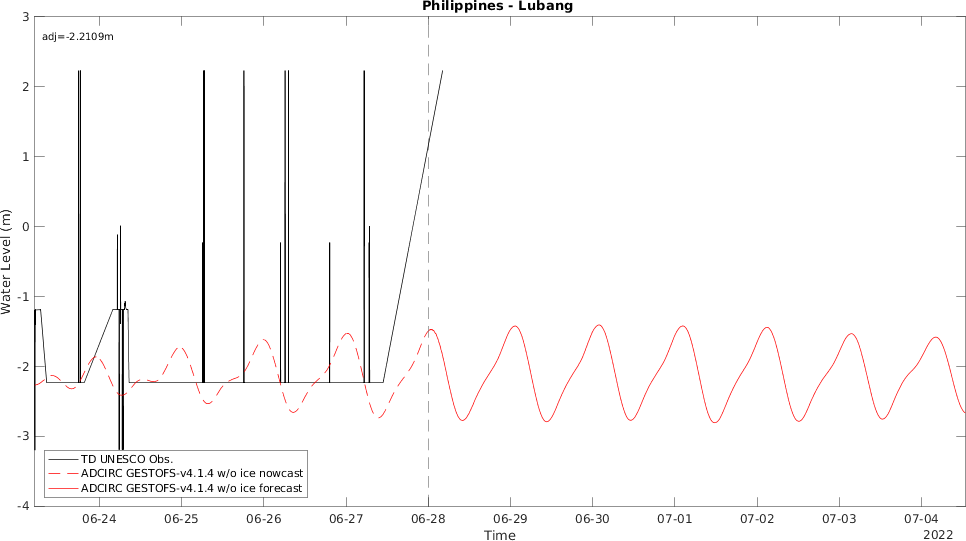 Philippines - Lubang
adj=-2.2109m
3
2
1
0
-1
-2
-3
-4
Water Level (m)
TD UNESCO Obs.
ADCIRC GESTOFS-v4.1.4 w/o ice nowcast
ADCIRC GESTOFS-v4.1.4 w/o ice forecast
06-24 06-25 06-26 06-27 06-28 06-29 06-30 07-01 07-02 07-03 07-04
Time
2022